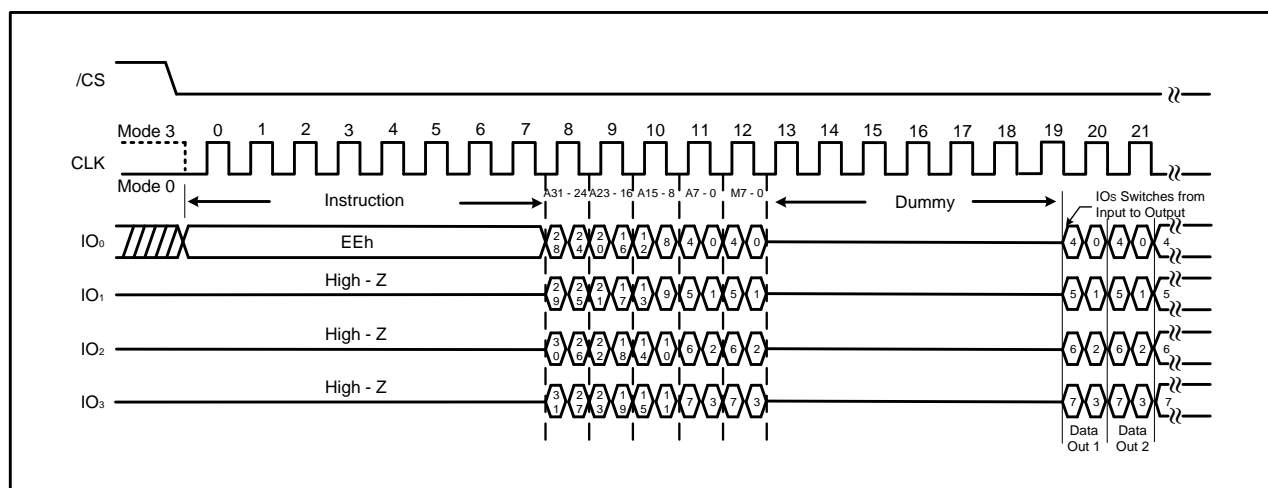 /CS
Mode 3 0 1 2 3 4 5 6 7 8 9 10 11 12 13 14 15 16 17 18 19 20 21
CLK
Mode 0
Instruction A31 - 24 A23 - 16 A15 - 8 A7 - 0 M7 - 0 Dummy IOs Switches from
Input to Output
IO0 EEh 28 24 20 16 12 8 4 0 4 0 4 0 4 0 4
High - Z
IO1 29 25 21 17 13 9 5 1 5 1 5 1 5 1 5
High - Z
IO2 30 26 22 18 14 10 6 2 6 2 6 2 6 2 6
High - Z
IO3 31 27 23 19 15 11 7 3 7 3 7 3 7 3 7
Data Data
Out 1 Out 2